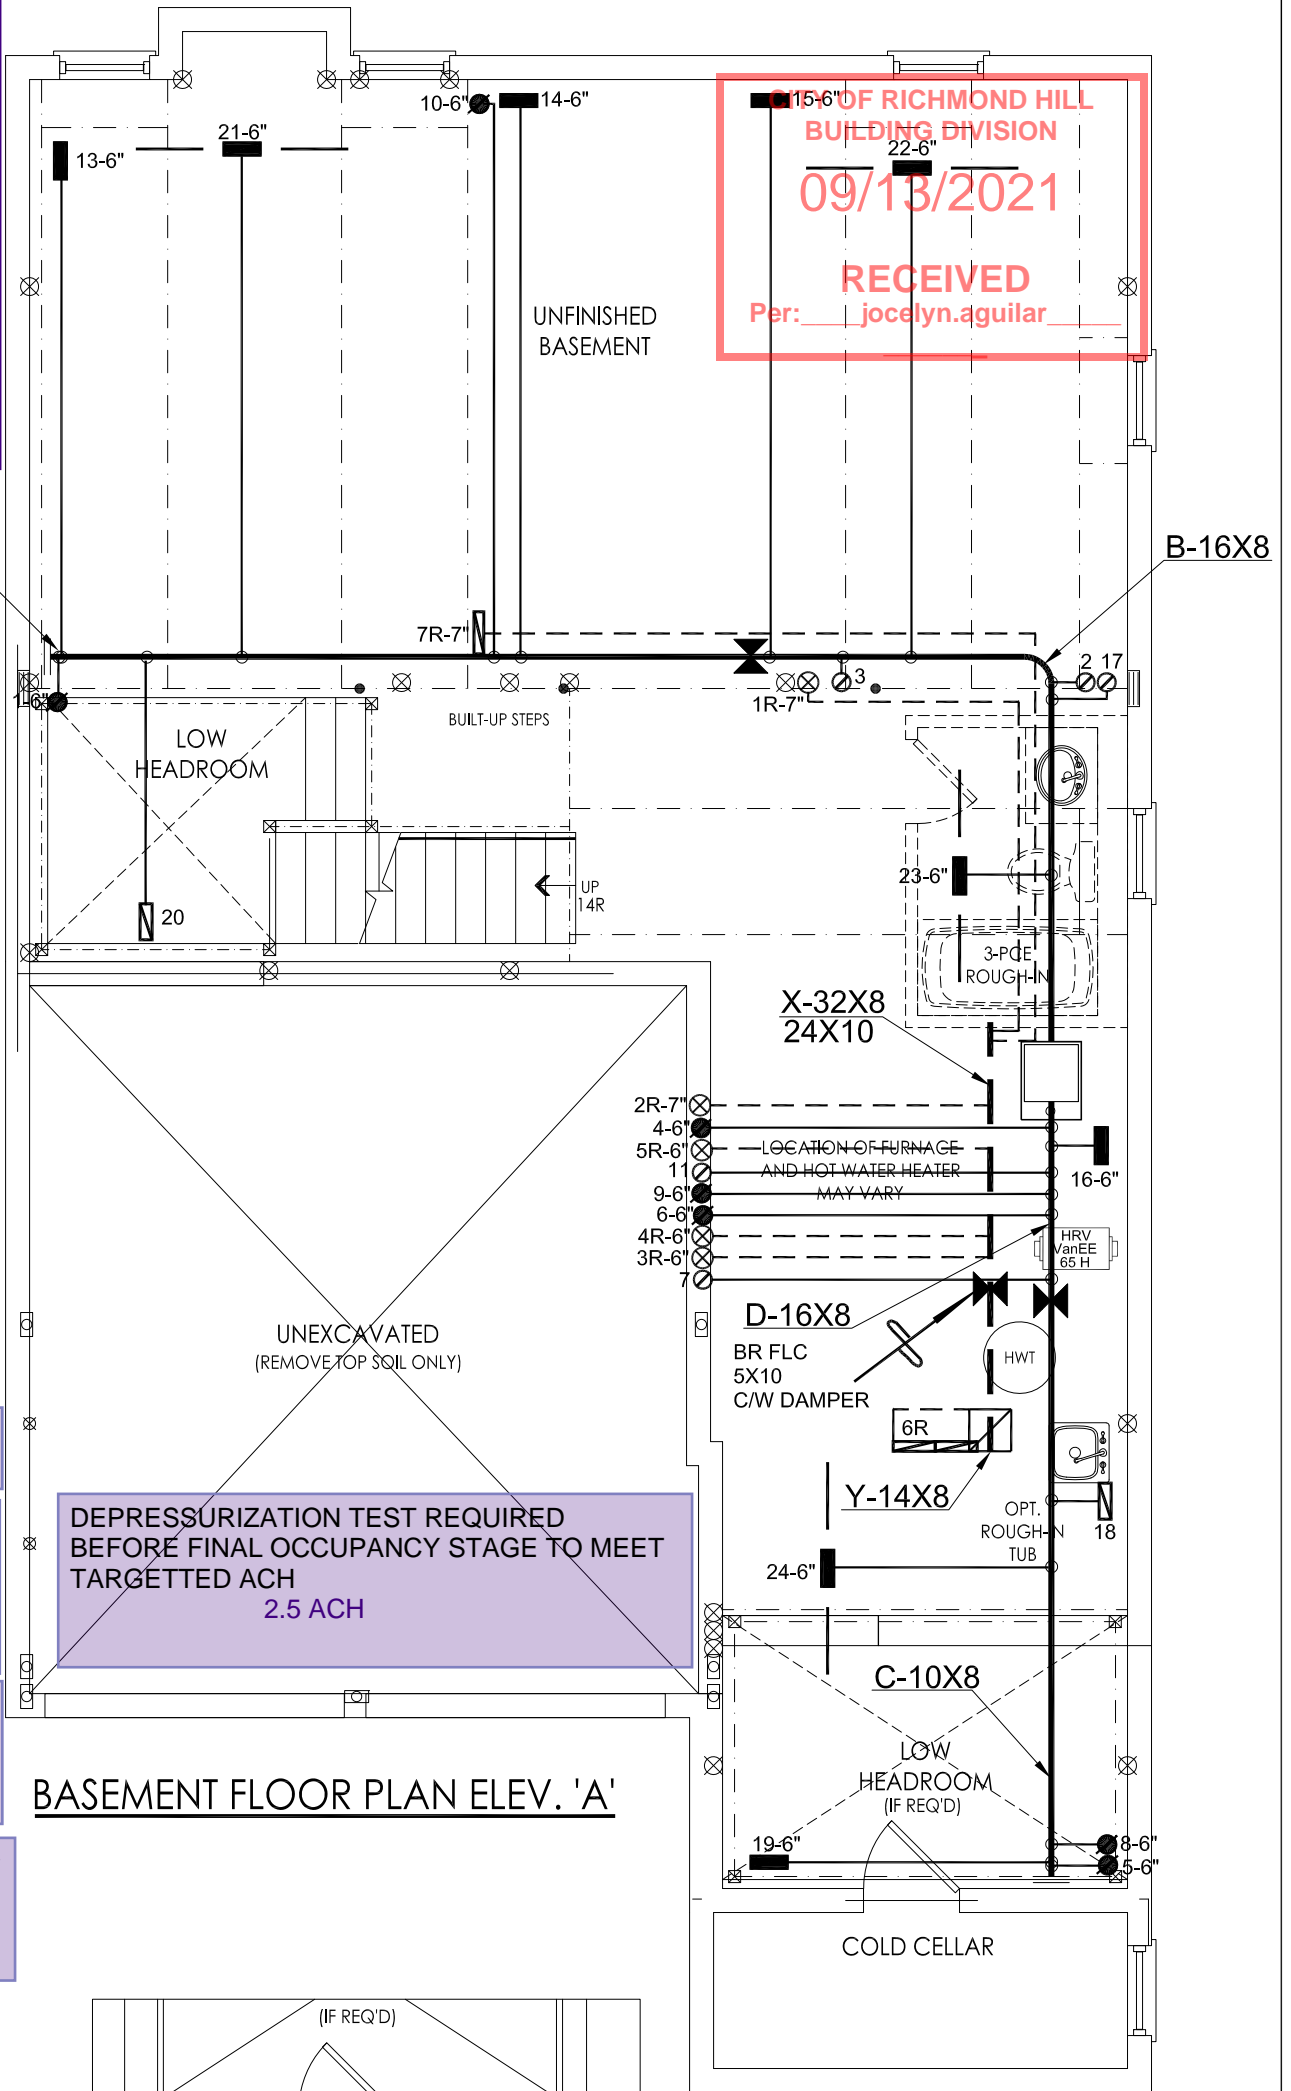 10-6"
14-6"
15-6"
CITY OF RICHMOND HILL
BUILDING DIVISION
21-6"
13-6"
22-6"
09/13/2021
RECEIVED
Per:____jocelyn.aguilar_____
UNFINISHED
BASEMENT
B-16X8
7R-7"
2 17
3
1R-7"
1-6"
BUILT-UP STEPS
LOW
HEADROOM
23-6"
UP
14R
20
3-PCE
ROUGH-IN
X-32X8
24X10
2R-7"
4-6"
5R-6"
11
9-6"
6-6"
4R-6"
3R-6"
7
LOCATION OF FURNACE
AND HOT WATER HEATER
MAY VARY
16-6"
HRV
VanEE
65 H
D-16X8
BR FLC
5X10
C/W DAMPER
HWT
UNEXCAVATED
(REMOVE TOP SOIL ONLY)
6R
Y-14X8
OPT.
ROUGH-IN
TUB
18
DEPRESSURIZATION TEST REQUIRED
BEFORE FINAL OCCUPANCY STAGE TO MEET
TARGETTED ACH
2.5 ACH
24-6"
C-10X8
LOW
HEADROOM
(IF REQ'D)
BASEMENT FLOOR PLAN ELEV. 'A'
19-6"
8-6"
5-6"
COLD CELLAR
(IF REQ'D)